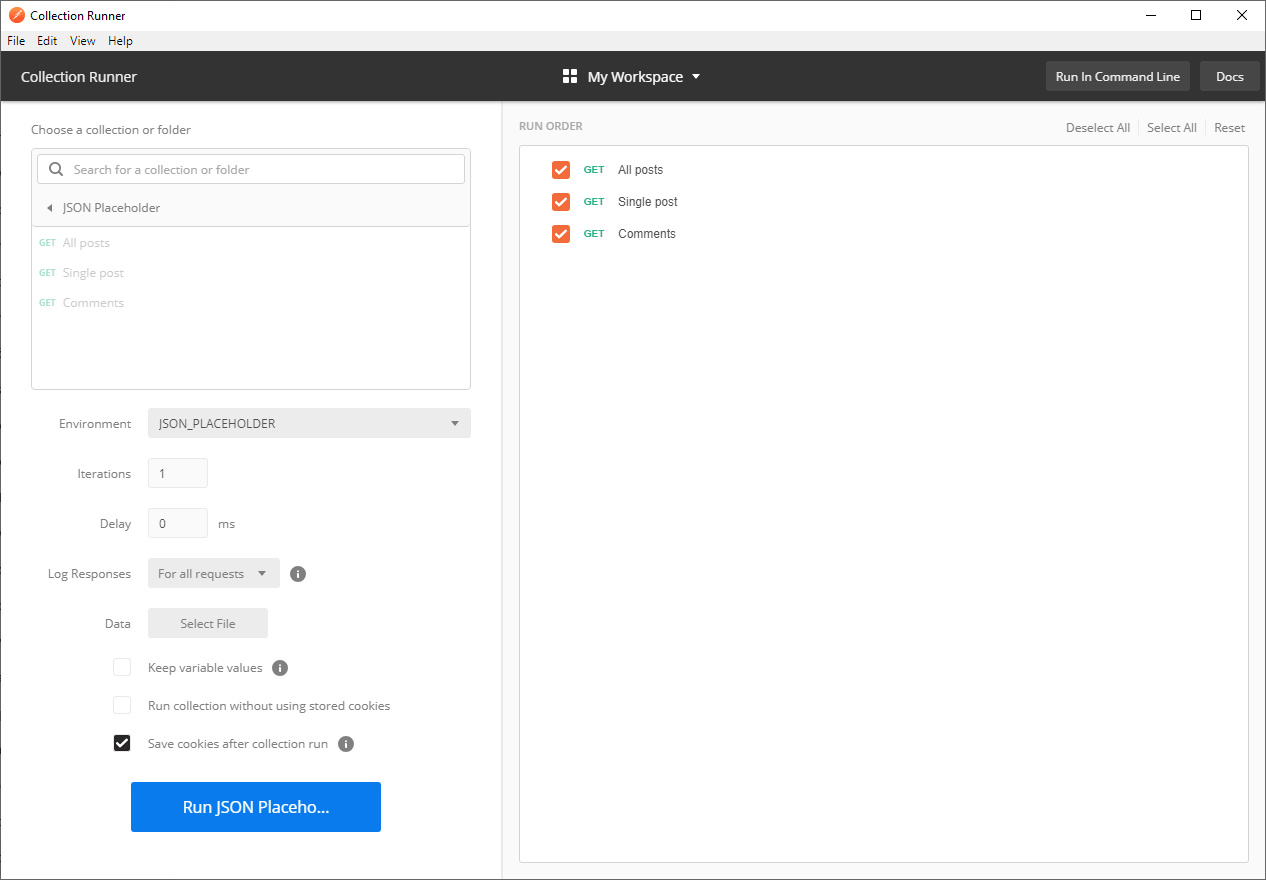 Collection Runner
File Edit View Help
Collection Runner
My Workspace
Run In Command Line
Docs
Choose a collection or folder
Search for a collection or folder
JSON Placeholder
GET All posts
GET Single post
GET Comments
Environment JSON_PLACEHOLDER
Iterations 1
Delay 0 ms
Log Responses For all requests
Data Select File
Keep variable values
Run collection without using stored cookies
Save cookies after collection run
Run JSON Placeho...
RUN ORDER
Deselect All Select All Reset
GET All posts
GET Single post
GET Comments